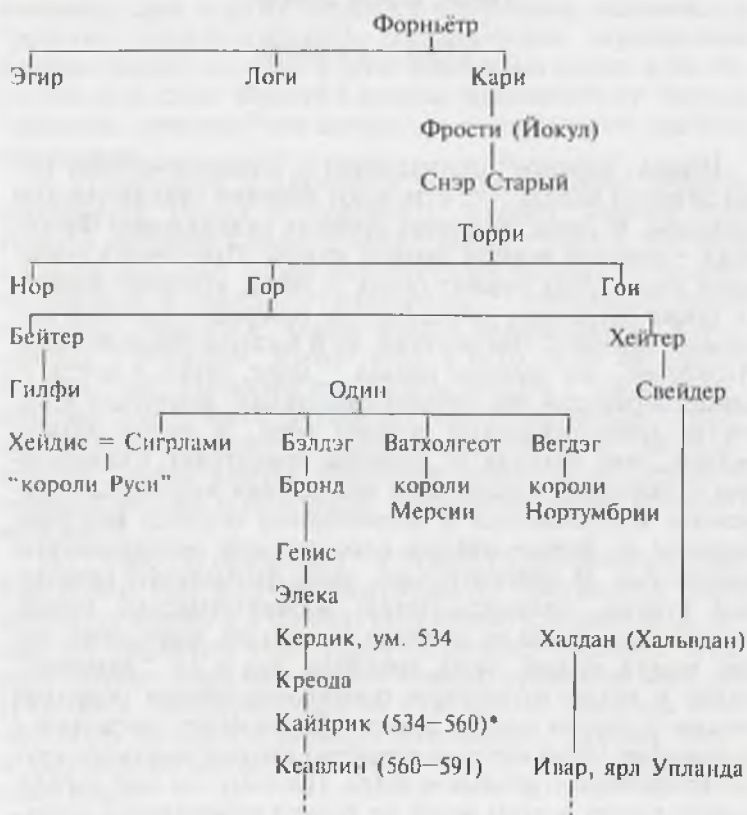 Форньётр
Эгир Логи Кари
Фрости (Йокул)
Снэр Старый
Торри
Нор Гор Гои
Бейтер Хейтер
Гилфи Один Свейдер
Хейдис = Сигрлами Бэлдэг Ватхолгеот Вегдэг
"короли Руси" Бронд короли Мерсии короли Нортумбрии
Гевис
Элека
Кердик, ум. 534 Халдан (Хальвдан)
Креода
Кайнрик (534—560)*
Кеавлин (560—591) Ивар, ярл Упланда